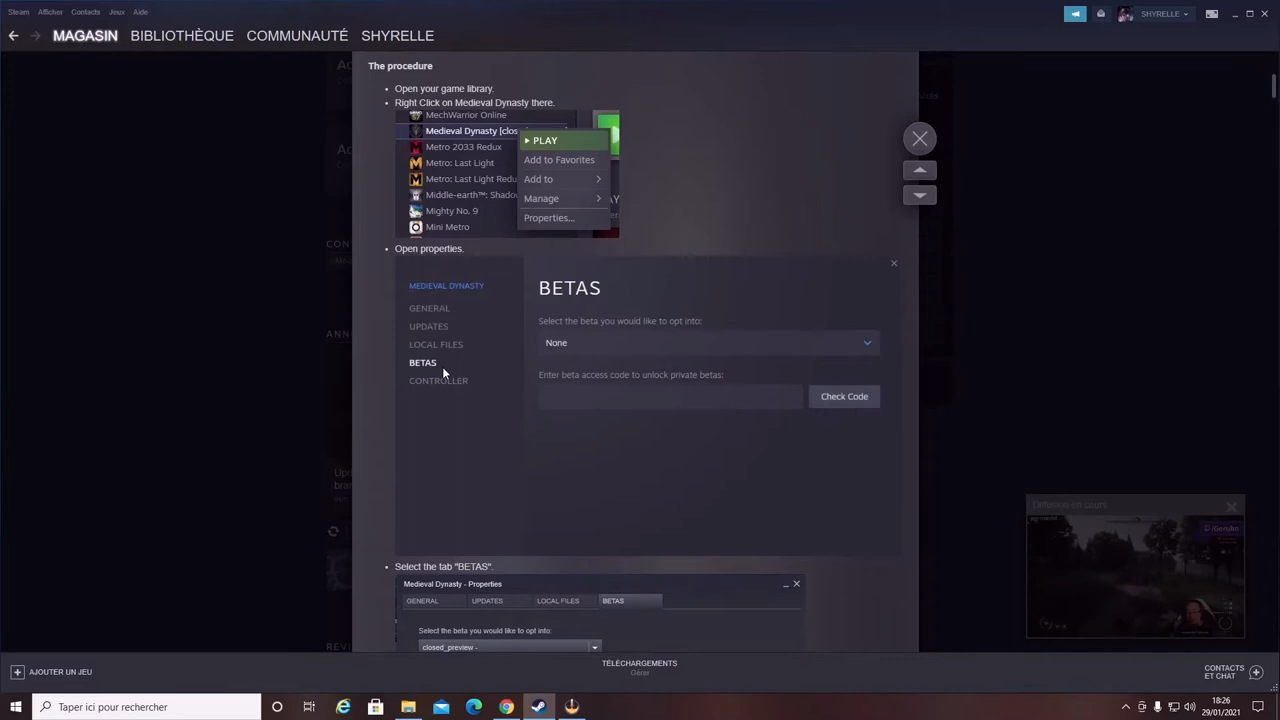 Steam Afficher Contacts Jeux Aide
SHYRELLE
MAGASIN BIBLIOTHÈQUE COMMUNAUTÉ SHYRELLE
The procedure
Open your game library.
Right Click on Medieval Dynasty there.
MechWarrior Online
Medieval Dynasty
Metro 2033 Redux
Metro: Last Light
Metro: Last Light Redu
Middle-earth™: Shado
Mighty No. 9
Mini Metro
PLAY
Add to Favorites
Add to
Manage
Properties...
Open properties.
MEDIEVAL DYNASTY
GENERAL
UPDATES
LOCAL FILES
BETAS
CONTROLLER
BETAS
Select the beta you would like to opt into:
None
Enter beta access code to unlock private betas:
Check Code
Diffusion en cours
Select the tab "BETAS".
Medieval Dynasty - Properties
GENERAL UPDATES LOCAL FILES BETAS
Select the beta you would like to opt into:
closed_preview -
AJOUTER UN JEU
TÉLÉCHARGEMENTS
Gérer
CONTACTS
ET CHAT
Taper ici pour rechercher
18:26
29/01/2021